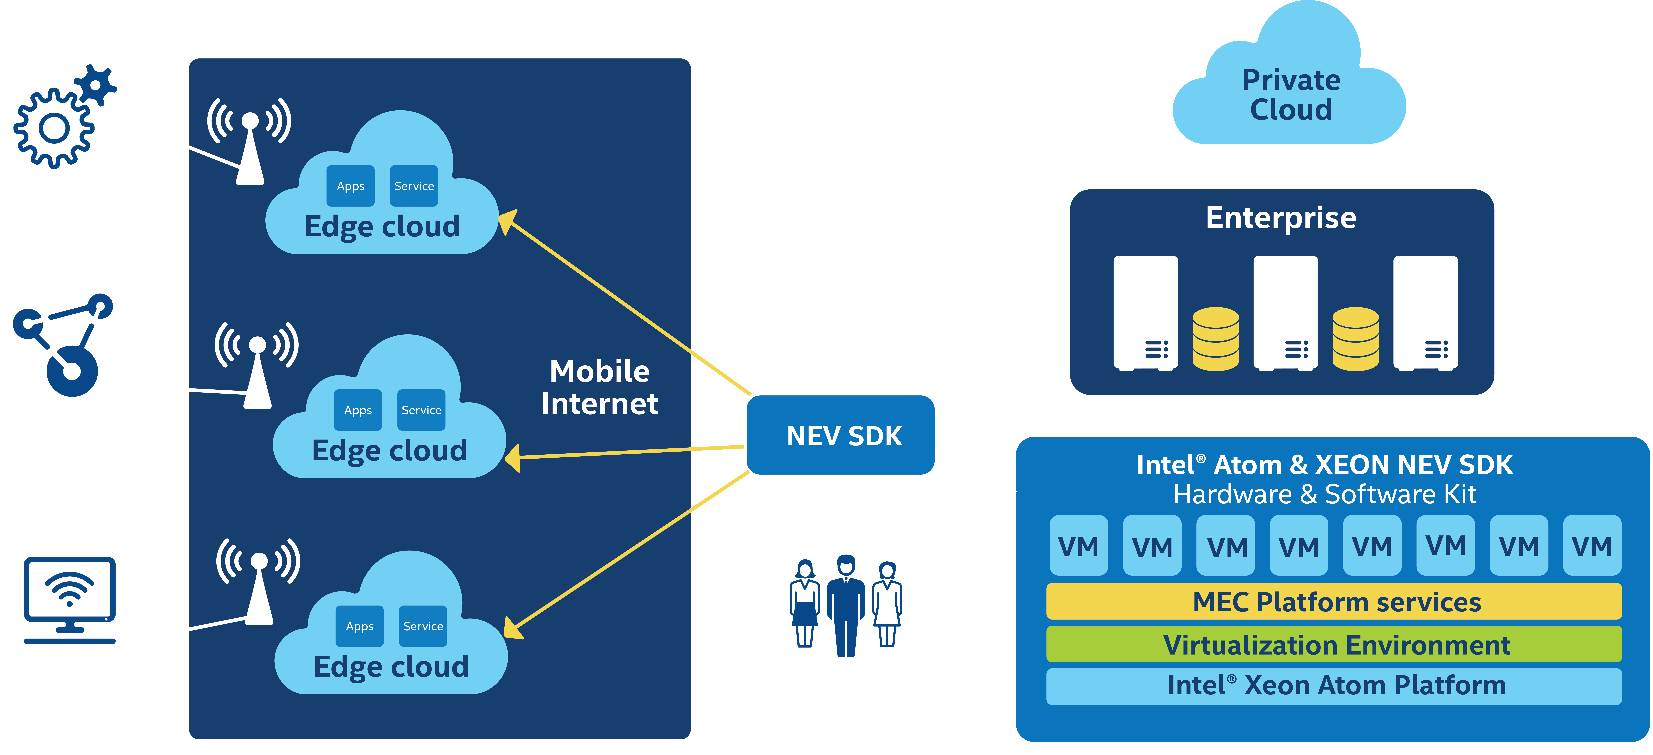 Apps Service
Edge cloud
Mobile
Internet
Apps Service
Edge cloud
Apps Service
Edge cloud
NEV SDK
Private
Cloud
Enterprise
Intel® Atom & XEON NEV SDK
Hardware & Software Kit
VM VM VM VM VM VM VM VM
MEC Platform services
Virtualization Environment
Intel® Xeon Atom Platform